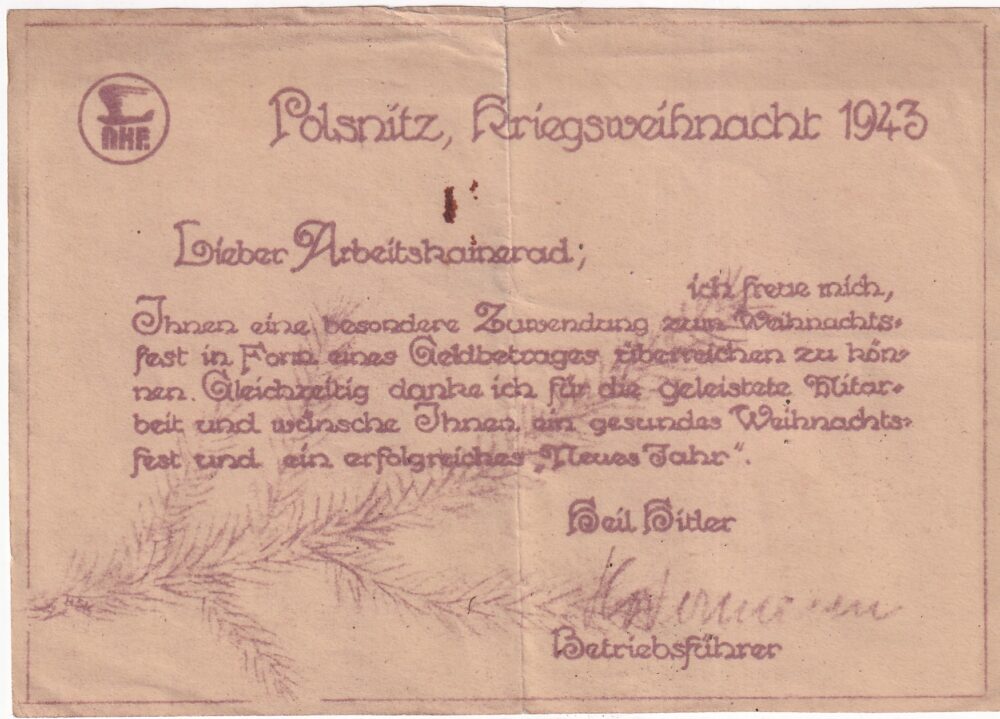 AHF.
Polsnitz, Kriegsweihnacht 1943
Lieber Arbeitskamerad;
ich freue mich,
Ihnen eine besondere Zuwendung zum Weihnachts-
fest in Form eines Geldbetrages überreichen zu kön-
nen. Gleichzeitig danke ich für die geleistete Mitar-
beit und wünsche Ihnen ein gesundes Weihnachts-
fest und ein erfolgreiches „Neues Jahr“.
Heil Hitler
Betriebsführer